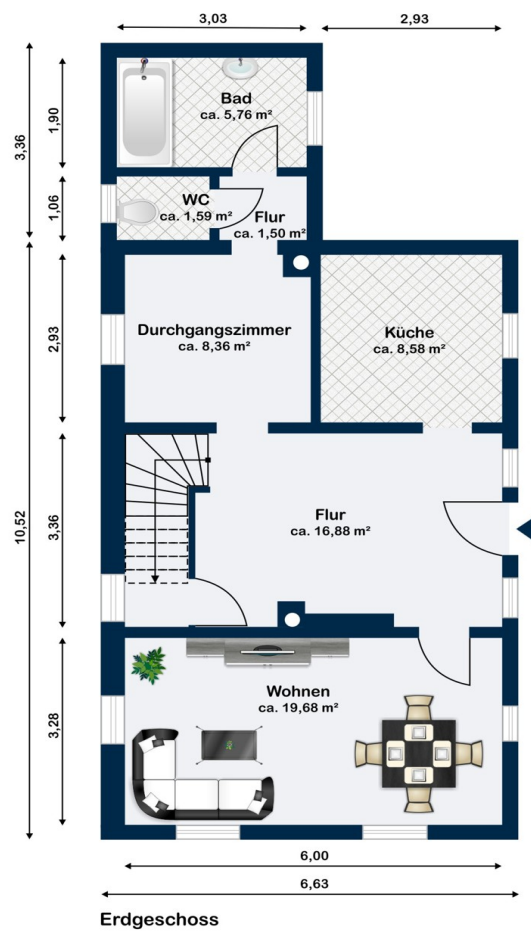 3,03
2,93
3,36
1,90
Bad
ca. 5,76 m²
1,06
WC
ca. 1,59 m²
Flur
ca. 1,50 m²
10,52
2,93
Durchgangszimmer
ca. 8,36 m²
Küche
ca. 8,58 m²
3,36
Flur
ca. 16,88 m²
3,28
Wohnen
ca. 19,68 m²
6,00
6,63
Erdgeschoss